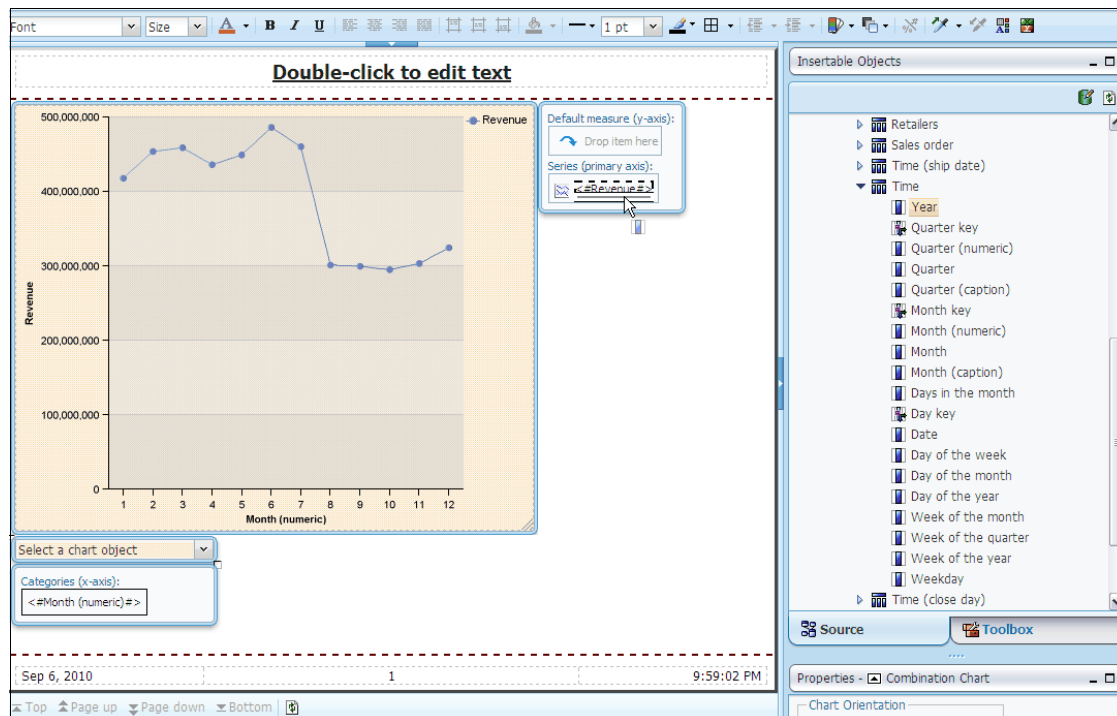 Font Size A B I U 1 pt
Double-click to edit text
500,000,000
400,000,000
300,000,000
200,000,000
100,000,000
0
Revenue
1 2 3 4 5 6 7 8 9 10 11 12
Month (numeric)
Revenue
Default measure (y-axis):
Drop item here
Series (primary axis):
<#Revenue#>
Select a chart object
Categories (x-axis):
<#Month (numeric)#>
Sep 6, 2010 1 9:59:02 PM
Top Page up Page down Bottom
Insertable Objects
Retailers
Sales order
Time (ship date)
Time
Year
Quarter key
Quarter (numeric)
Quarter
Quarter (caption)
Month key
Month (numeric)
Month
Month (caption)
Days in the month
Day key
Date
Day of the week
Day of the month
Day of the year
Week of the month
Week of the quarter
Week of the year
Weekday
Time (close day)
Source Toolbox
Properties - Combination Chart
Chart Orientation